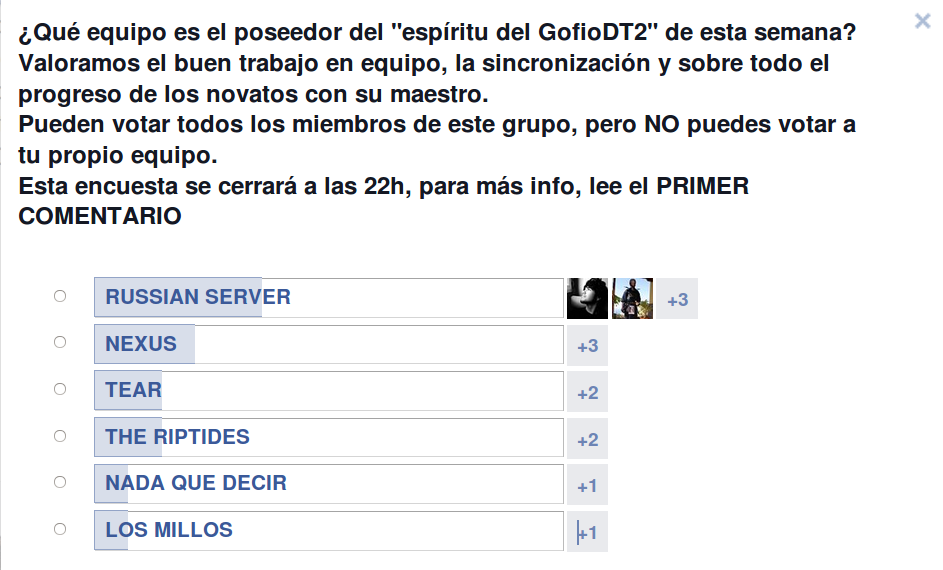 ¿Qué equipo es el poseedor del "espíritu del GofioDT2" de esta semana?
Valoramos el buen trabajo en equipo, la sincronización y sobre todo el
progreso de los novatos con su maestro.
Pueden votar todos los miembros de este grupo, pero NO puedes votar a
tu propio equipo.
Esta encuesta se cerrará a las 22h, para más info, lee el PRIMER
COMENTARIO
RUSSIAN SERVER +3
NEXUS +3
TEAR +2
THE RIPTIDES +2
NADA QUE DECIR +1
LOS MILLOS +1